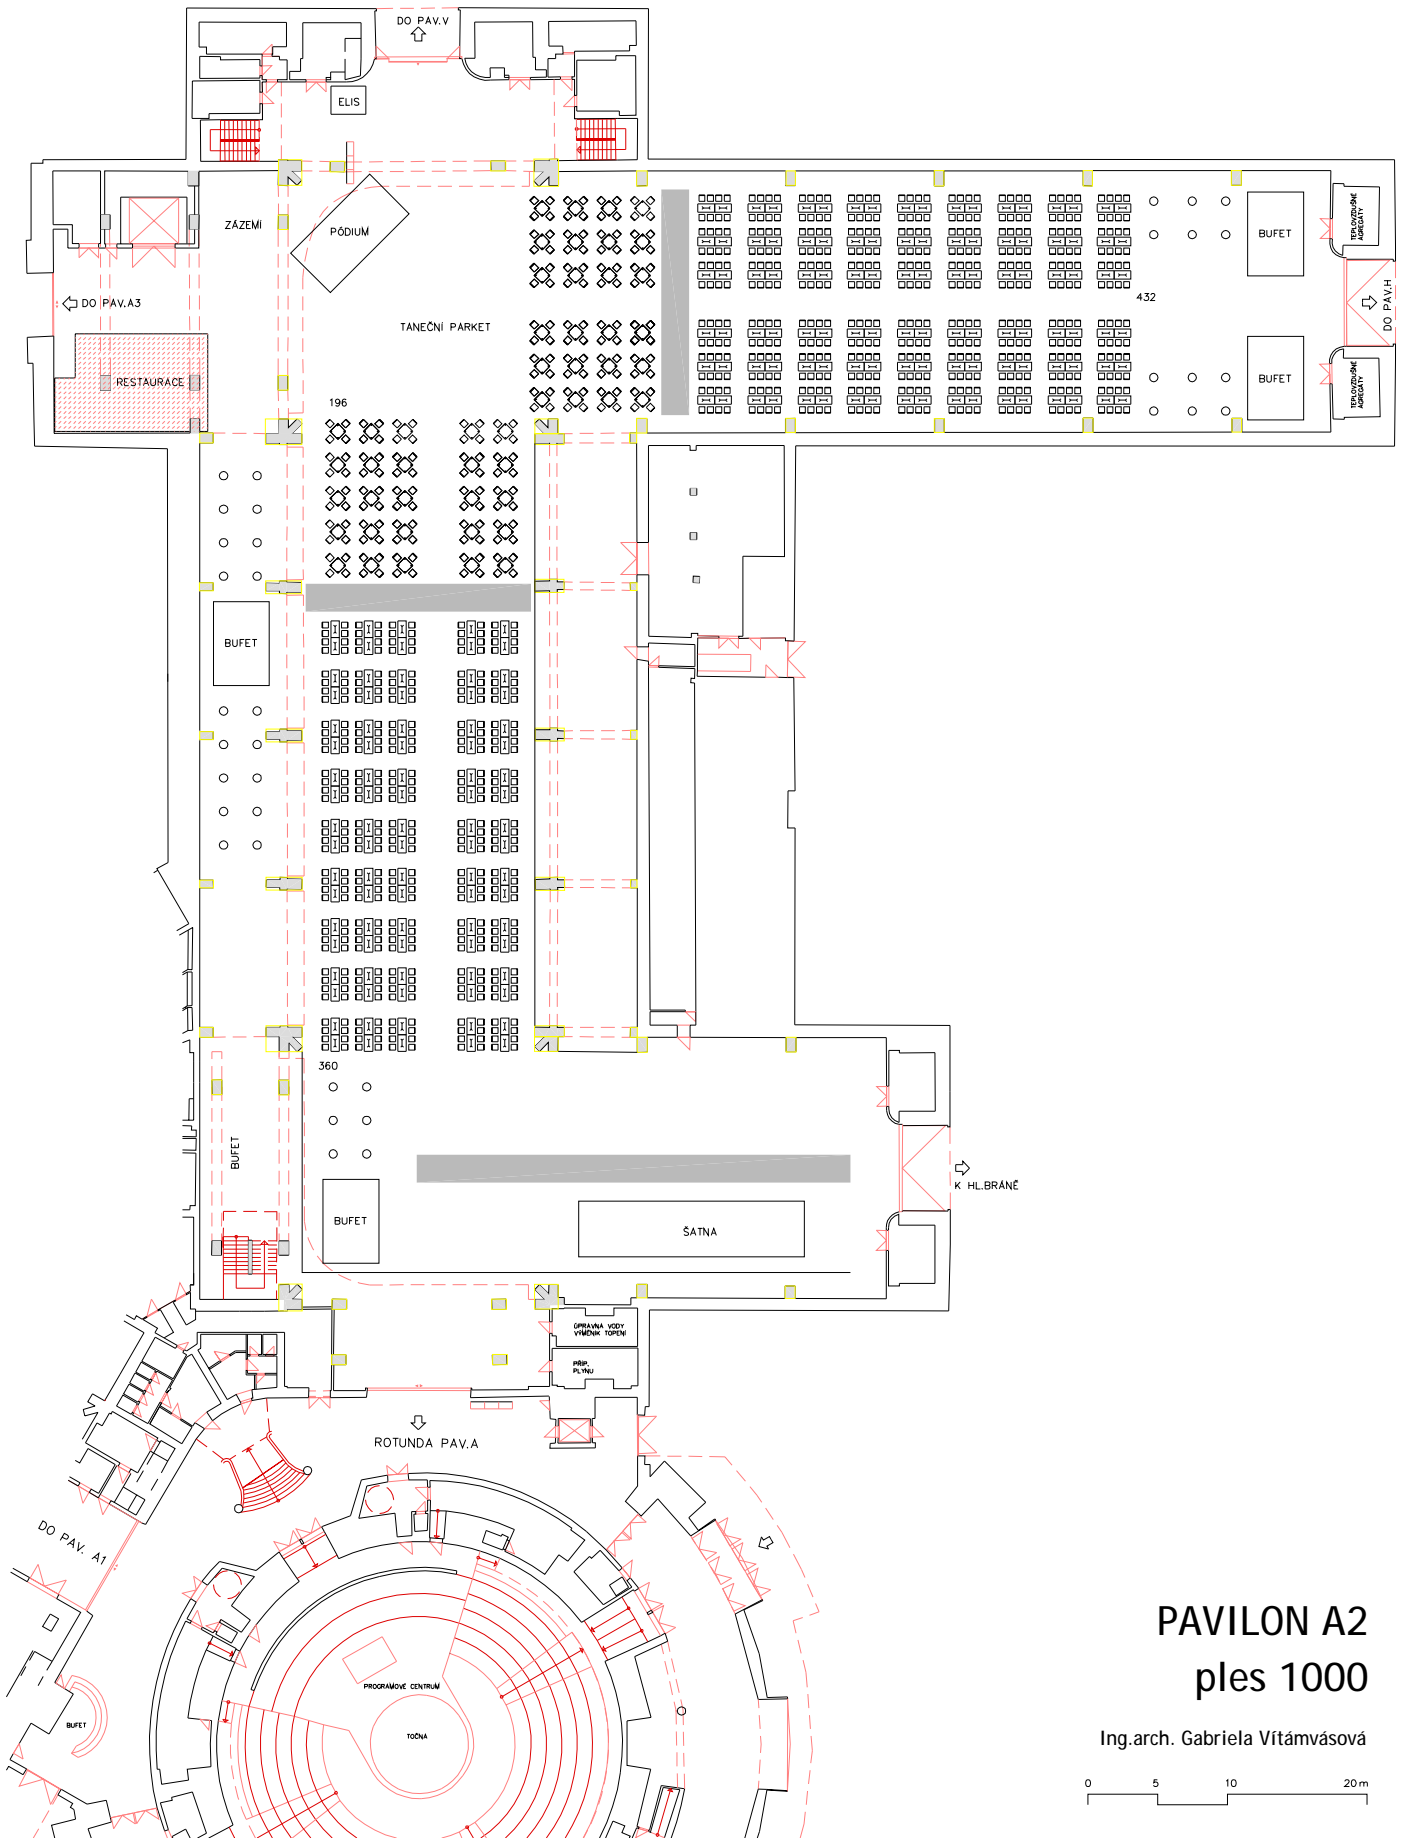 DO PAV.V
ELIS
ZÁZEMÍ
PÓDIUM
BUFET
TEPLOVZDUŠNÉ
AGREGÁTY
DO PAV.A3
432
DO PAV.H
TANEČNÍ PARKET
RESTAURACE
BUFET
TEPLOVZDUŠNÉ
AGREGÁTY
196
BUFET
360
BUFET
K HL.BRÁNĚ
BUFET
ŠATNA
ÚPRAVNA VODY
VÝMĚNÍK TOPENÍ
PŘÍP.
PLYNU
ROTUNDA PAV.A
DO PAV. A1
PROGRAMOVÉ CENTRUM
TOČNA
BUFET
PAVILON A2
ples 1000
Ing.arch. Gabriela Vítámvásová
0 5 10 20 m